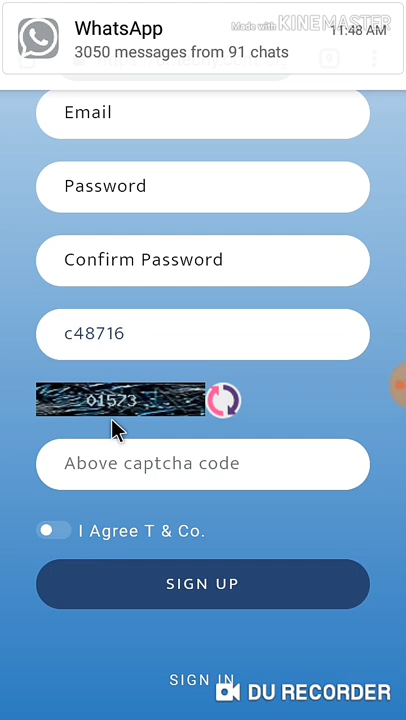 WhatsApp
Made with KINEMASTER
11:48 AM
3050 messages from 91 chats
Email
Password
Confirm Password
c48716
01573
Above captcha code
I Agree T & Co.
SIGN UP
SIGN IN
DU RECORDER